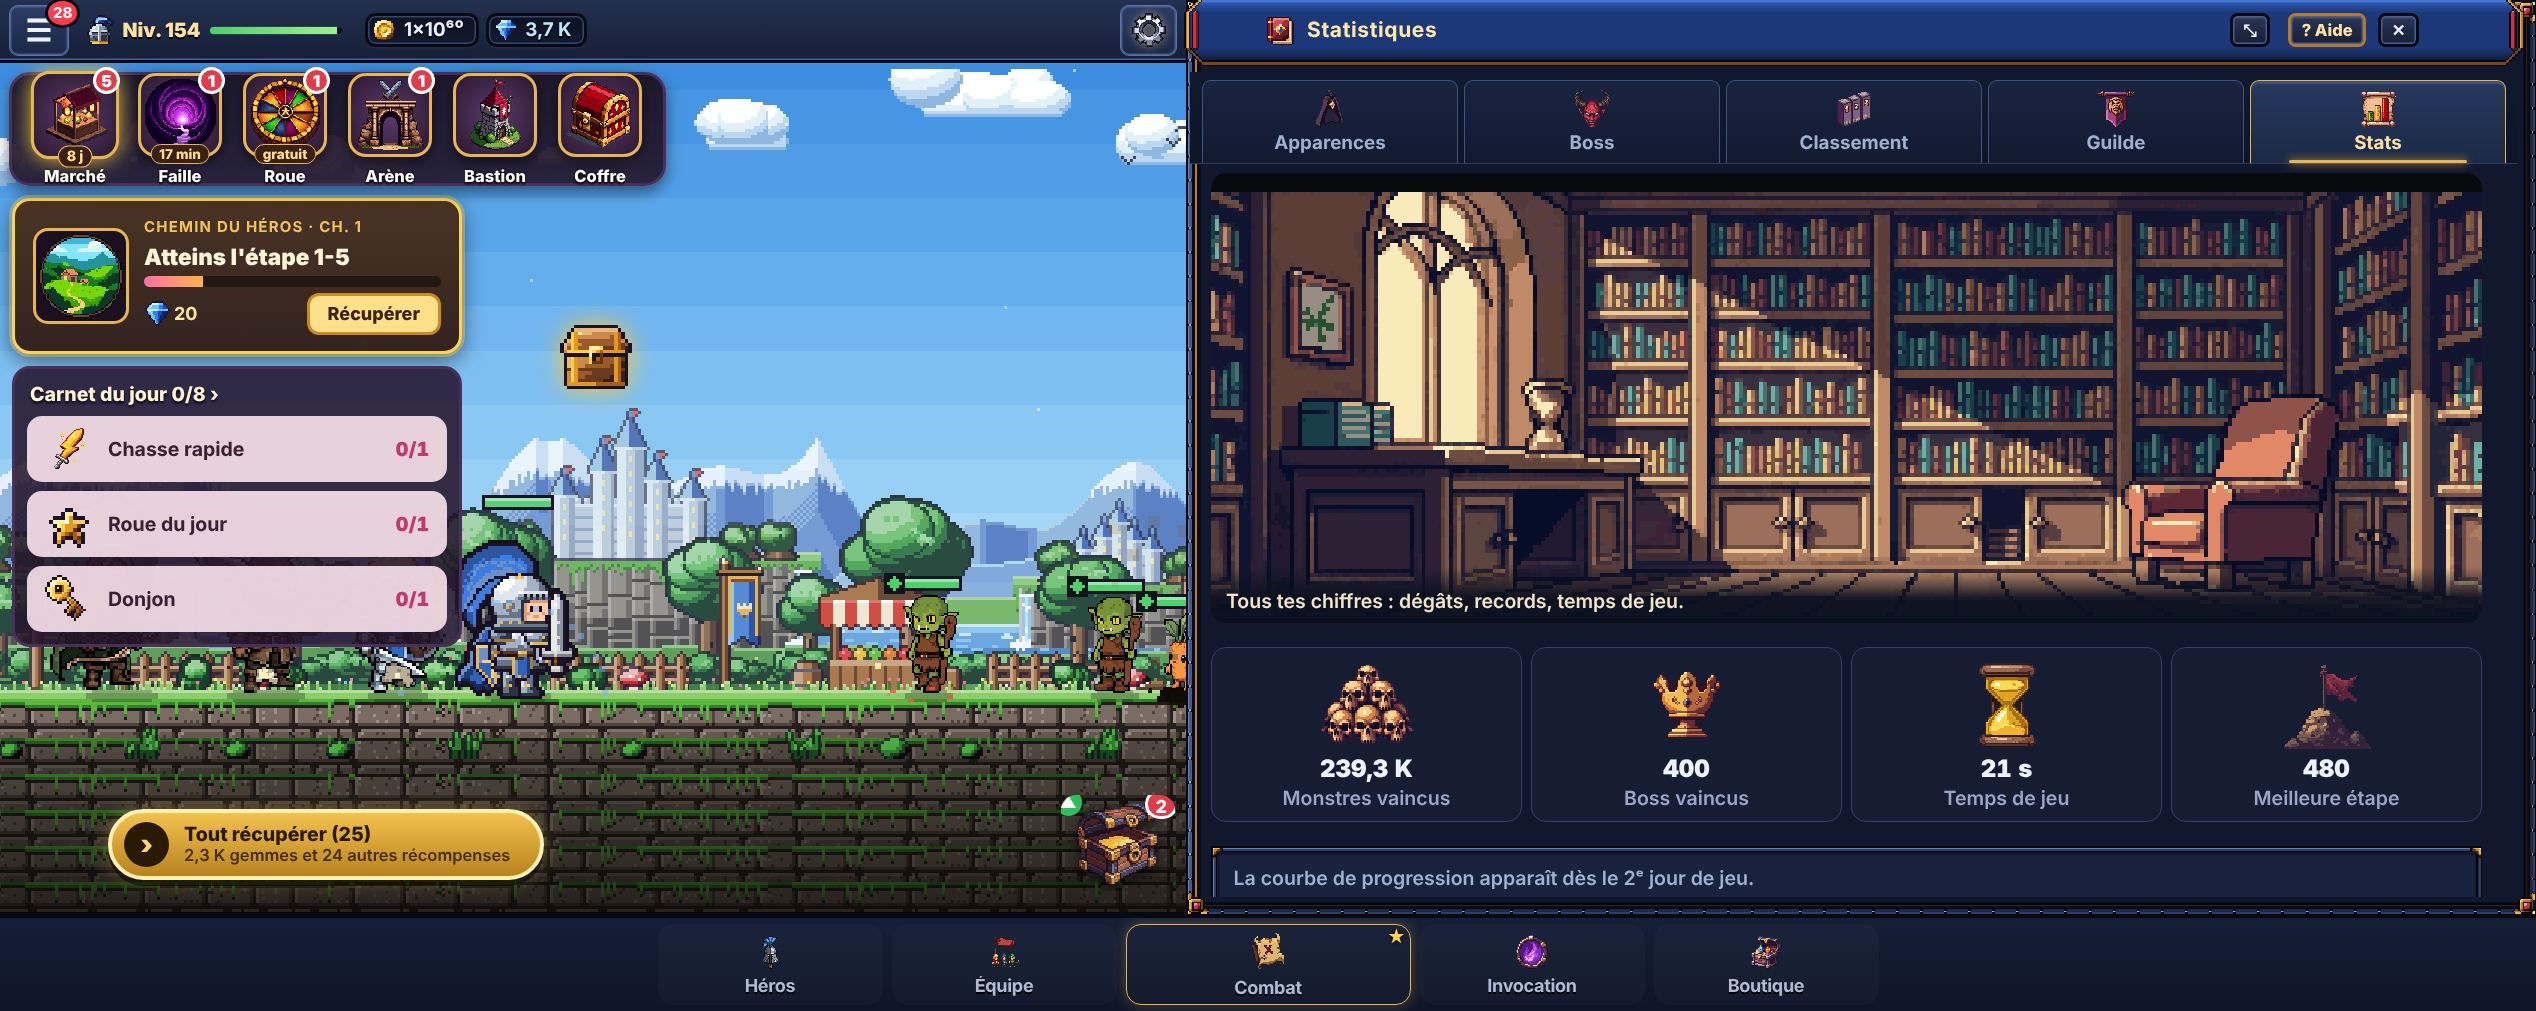 28
Niv. 154
1×10⁶⁰
3,7 K
5
1
1
1
8 j
17 min
gratuit
Marché
Faille
Roue
Arène
Bastion
Coffre
CHEMIN DU HÉROS · CH. 1
Atteins l'étape 1-5
20
Récupérer
Carnet du jour 0/8 ›
Chasse rapide
0/1
Roue du jour
0/1
Donjon
0/1
Tout récupérer (25)
2,3 K gemmes et 24 autres récompenses
2
Statistiques
? Aide
Apparences
Boss
Classement
Guilde
Stats
Tous tes chiffres : dégâts, records, temps de jeu.
239,3 K
Monstres vaincus
400
Boss vaincus
21 s
Temps de jeu
480
Meilleure étape
La courbe de progression apparaît dès le 2ᵉ jour de jeu.
Héros
Équipe
Combat
Invocation
Boutique